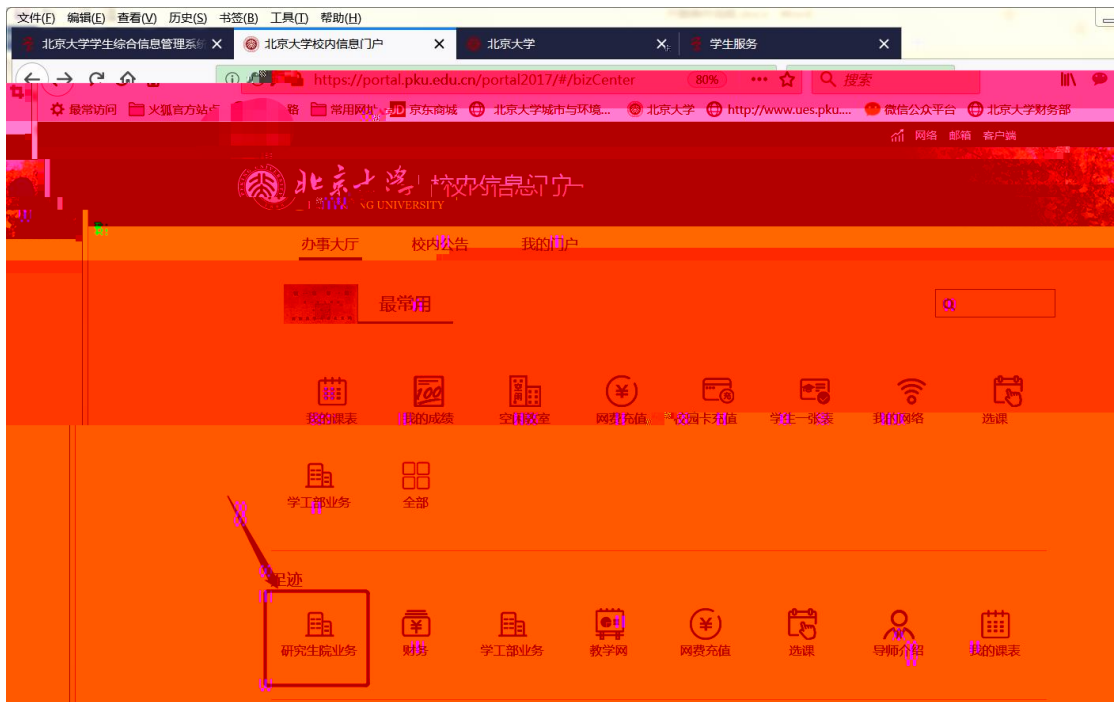 文件(F) 编辑(E) 查看(V) 历史(S) 书签(B) 工具(T) 帮助(H)
北京大学学生综合信息管理系统 北京大学校内信息门户 北京大学 学生服务
https://portal.pku.edu.cn/portal2017/#/bizCenter 80% 搜索
最常访问 火狐官方站点 路 常用网址 JD 京东商城 北京大学城市与环境... 北京大学 http://www.ues.pku.... 微信公众平台 北京大学财务部
网络 邮箱 客户端
北京大学 校内信息门户
NG UNIVERSITY
办事大厅 校内公告 我的门户
最常用
我的课表 我的成绩 空闲教室 网费充值 校园卡充值 学生一张表 我的网络 选课
学工部业务 全部
足迹
研究生院业务 财务 学工部业务 教学网 网费充值 选课 导师介绍 我的课表